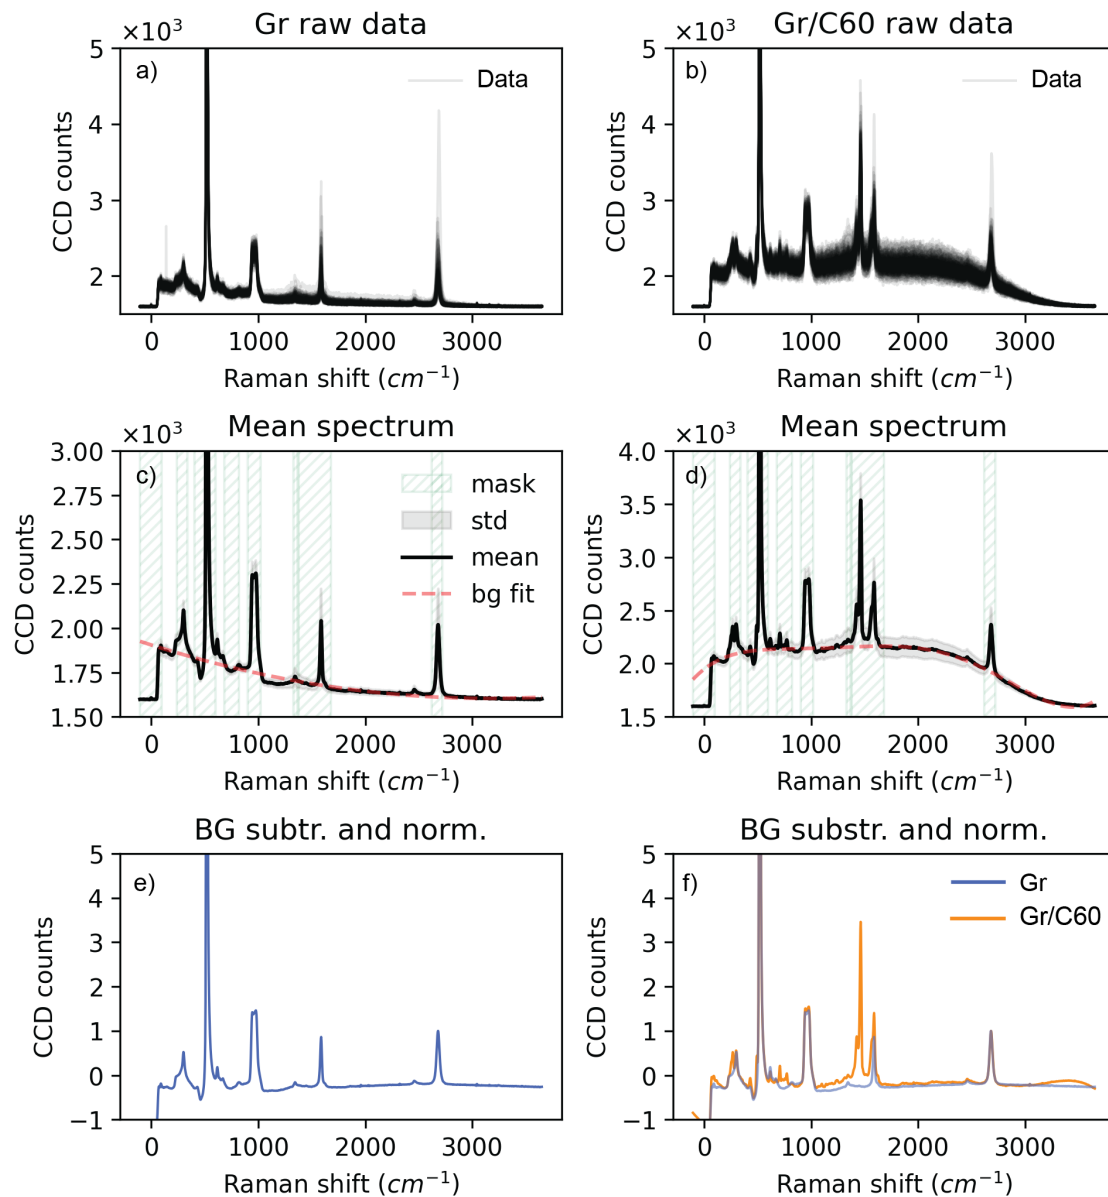 Gr raw data
×10³
a)
Data
5
4
3
2
CCD counts
0 1000 2000 3000
Raman shift (cm⁻¹)
Gr/C60 raw data
×10³
b)
Data
5
4
3
2
CCD counts
0 1000 2000 3000
Raman shift (cm⁻¹)
Mean spectrum
×10³
c)
mask
std
mean
bg fit
3.00
2.75
2.50
2.25
2.00
1.75
1.50
CCD counts
0 1000 2000 3000
Raman shift (cm⁻¹)
Mean spectrum
×10³
d)
4.0
3.5
3.0
2.5
2.0
1.5
CCD counts
0 1000 2000 3000
Raman shift (cm⁻¹)
BG subtr. and norm.
e)
5
4
3
2
1
0
−1
CCD counts
0 1000 2000 3000
Raman shift (cm⁻¹)
BG substr. and norm.
f)
Gr
Gr/C60
5
4
3
2
1
0
−1
CCD counts
0 1000 2000 3000
Raman shift (cm⁻¹)